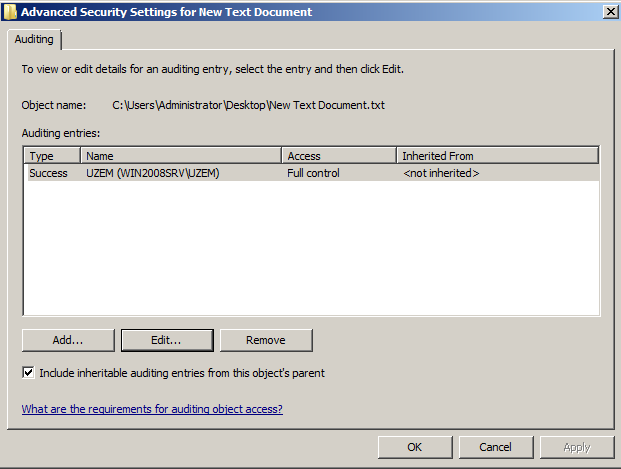 Advanced Security Settings for New Text Document
Auditing
To view or edit details for an auditing entry, select the entry and then click Edit.
Object name: C:\Users\Administrator\Desktop\New Text Document.txt
Auditing entries:
Type Name Access Inherited From
Success UZEM (WIN2008SRV\UZEM) Full control <not inherited>
Add... Edit... Remove
Include inheritable auditing entries from this object's parent
What are the requirements for auditing object access?
OK Cancel Apply